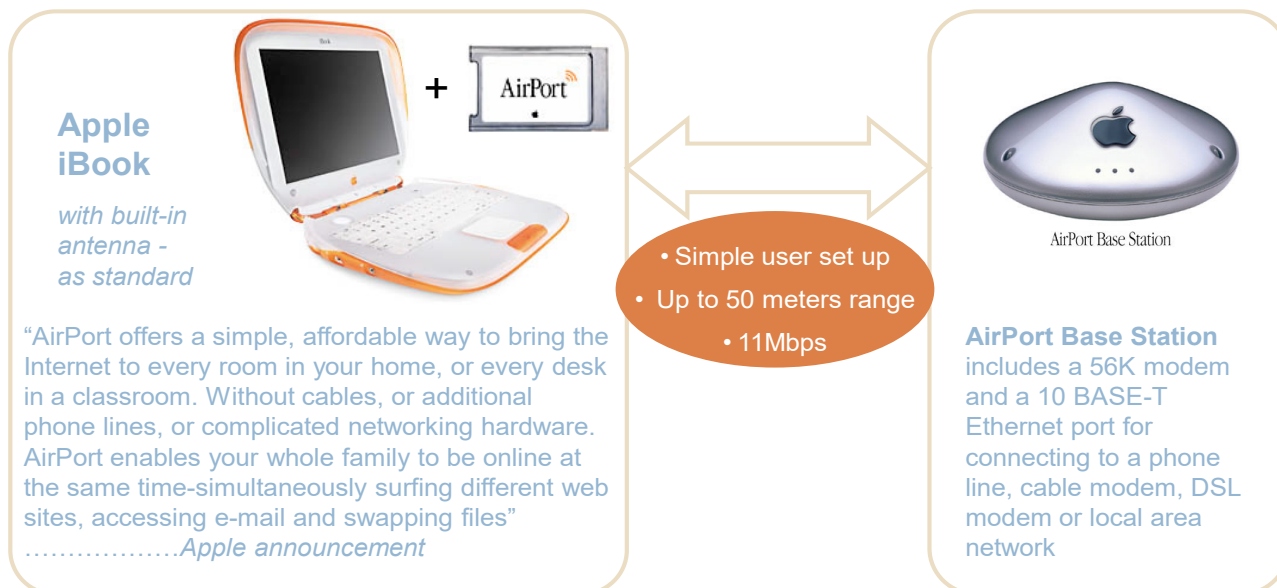 Apple
iBook
with built-in
antenna -
as standard
iBook
+
AirPort
“AirPort offers a simple, affordable way to bring the
Internet to every room in your home, or every desk
in a classroom. Without cables, or additional
phone lines, or complicated networking hardware.
AirPort enables your whole family to be online at
the same time-simultaneously surfing different web
sites, accessing e-mail and swapping files”
………………Apple announcement
• Simple user set up
• Up to 50 meters range
• 11Mbps
AirPort Base Station
AirPort Base Station
includes a 56K modem
and a 10 BASE-T
Ethernet port for
connecting to a phone
line, cable modem, DSL
modem or local area
network